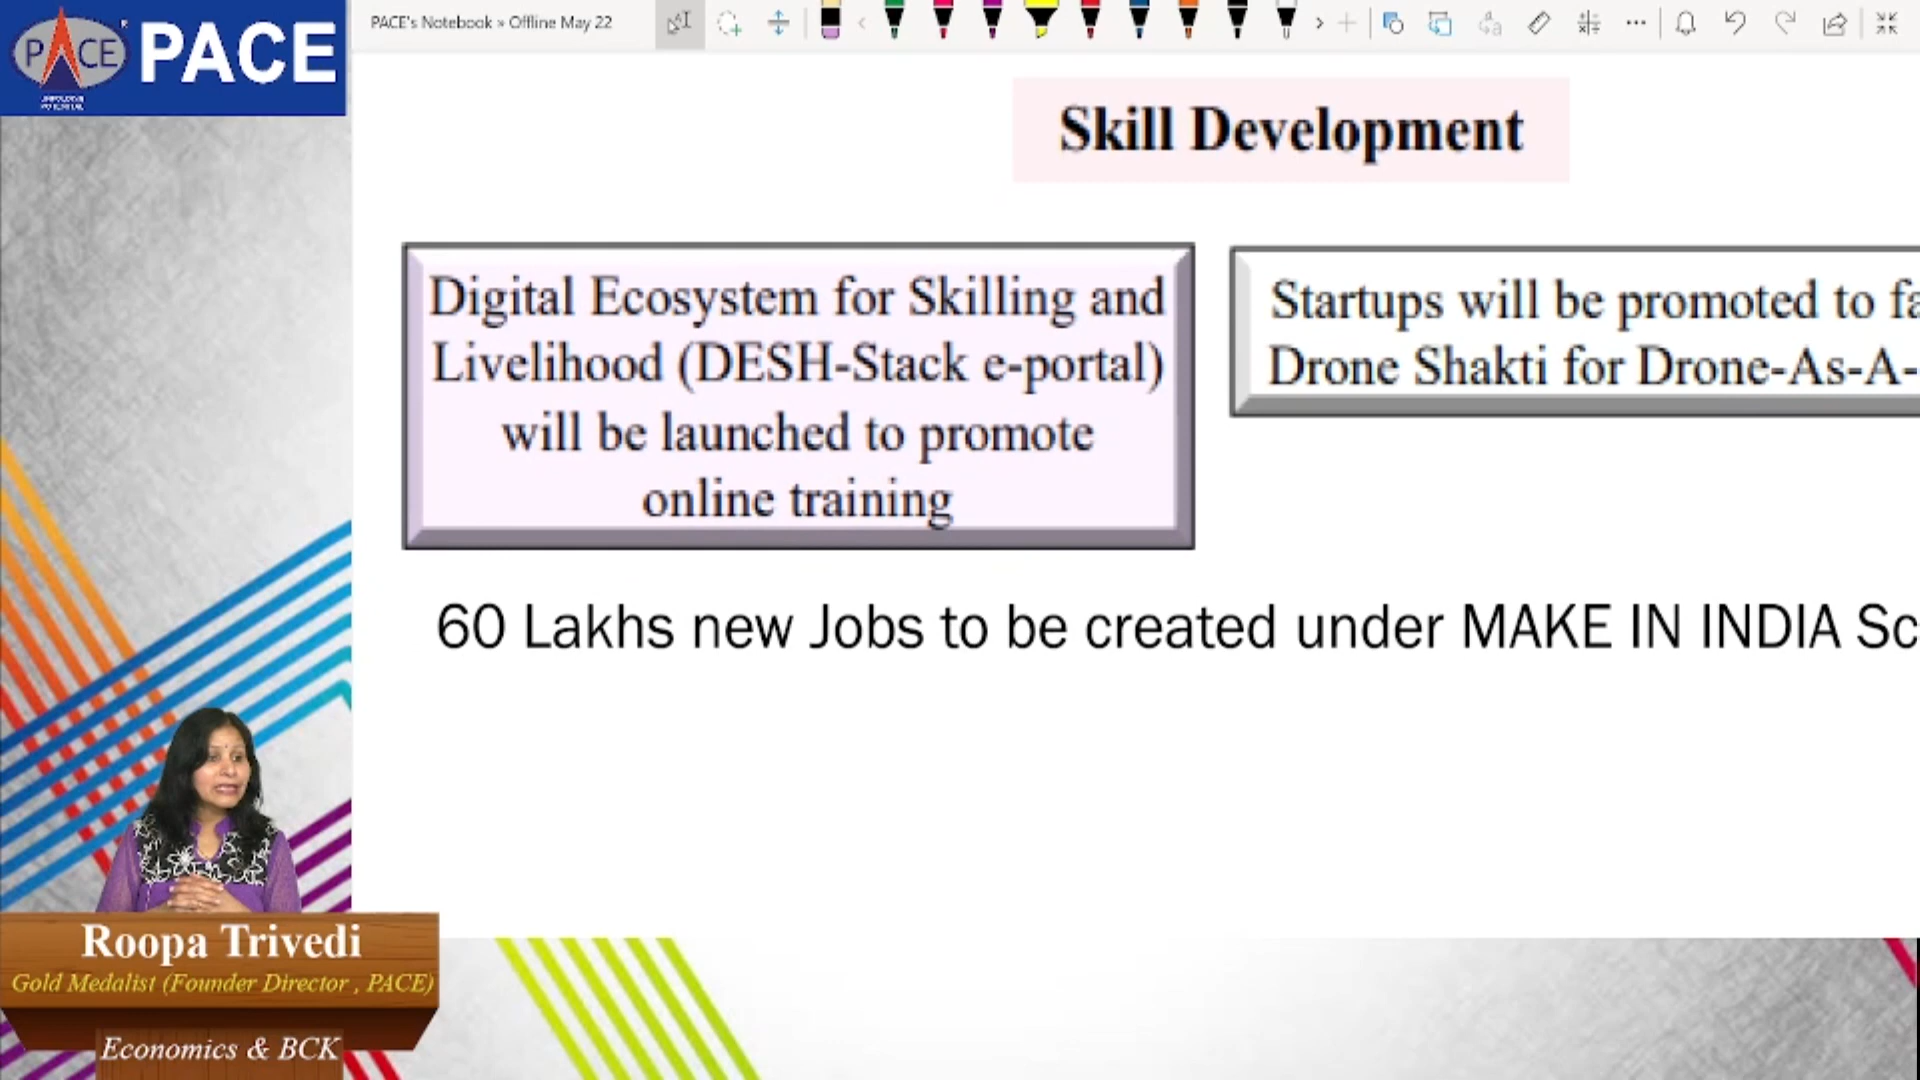 PACE
PACE
PACE's Notebook » Offline May 22
Skill Development
Digital Ecosystem for Skilling and
Livelihood (DESH-Stack e-portal)
will be launched to promote
online training
Startups will be promoted to fa
Drone Shakti for Drone-As-A-
60 Lakhs new Jobs to be created under MAKE IN INDIA Sc
Roopa Trivedi
Gold Medalist (Founder Director , PACE)
Economics & BCK